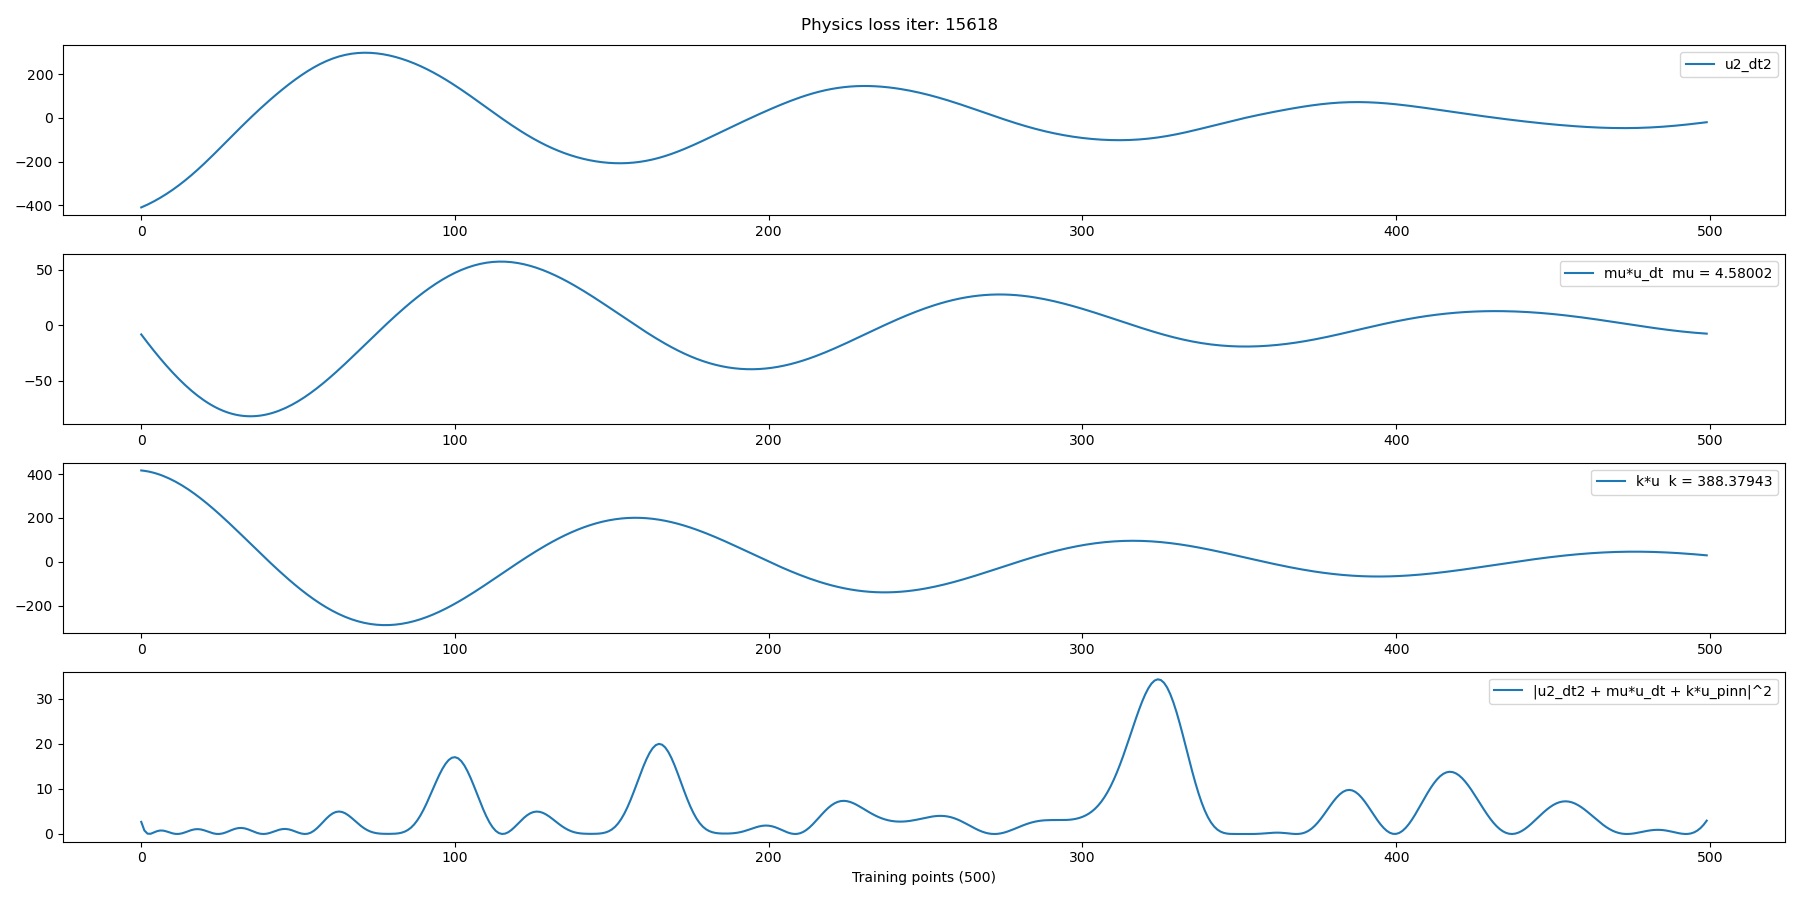 Physics loss iter: 15618
u2_dt2
200
0
−200
−400
0 100 200 300 400 500
mu*u_dt  mu = 4.58002
50
0
−50
0 100 200 300 400 500
k*u  k = 388.37943
400
200
0
−200
0 100 200 300 400 500
|u2_dt2 + mu*u_dt + k*u_pinn|^2
30
20
10
0
0 100 200 300 400 500
Training points (500)